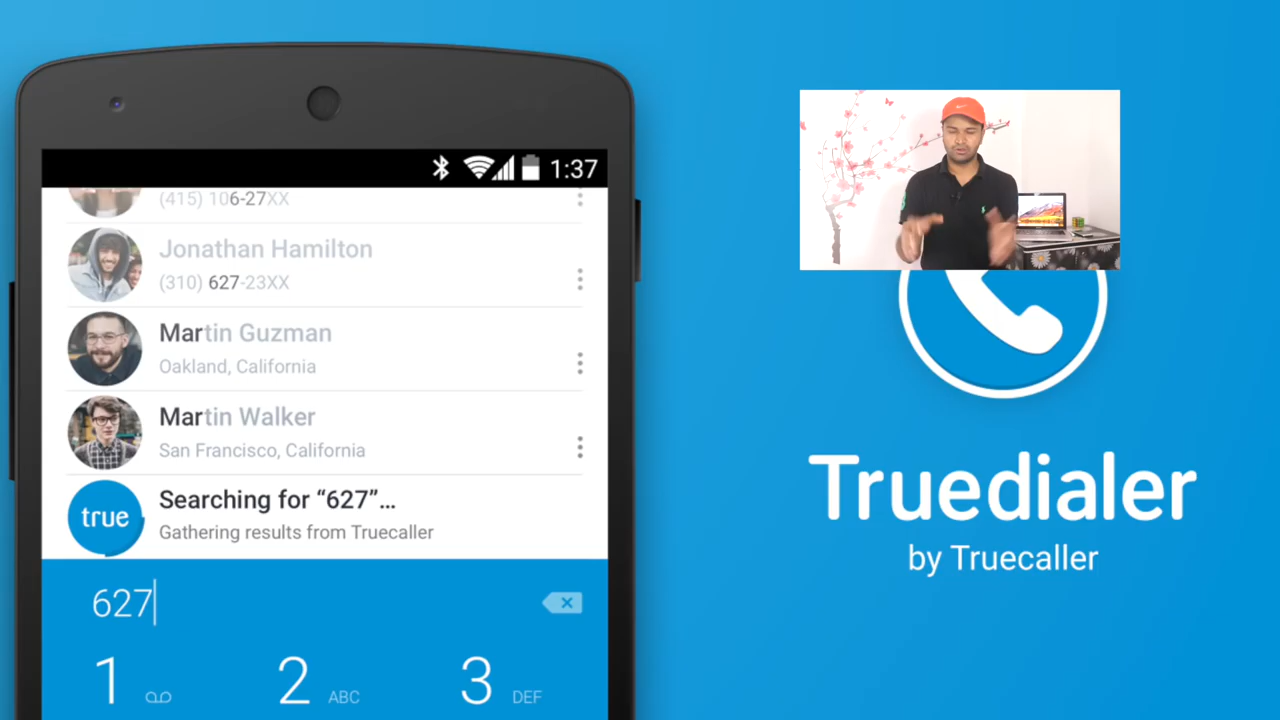 1:37
(415) 106-27XX
Jonathan Hamilton
(310) 627-23XX
Martin Guzman
Oakland, California
Martin Walker
San Francisco, California
true
Searching for “627”…
Gathering results from Truecaller
627
1
2 ABC
3 DEF
Truedialer
by Truecaller